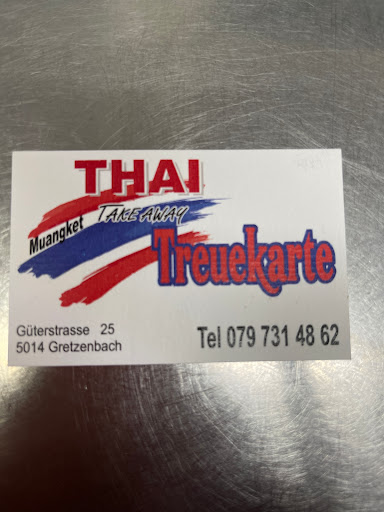 THAI
TAKE AWAY
Muangket
Treuekarte
Güterstrasse 25
5014 Gretzenbach
Tel 079 731 48 62